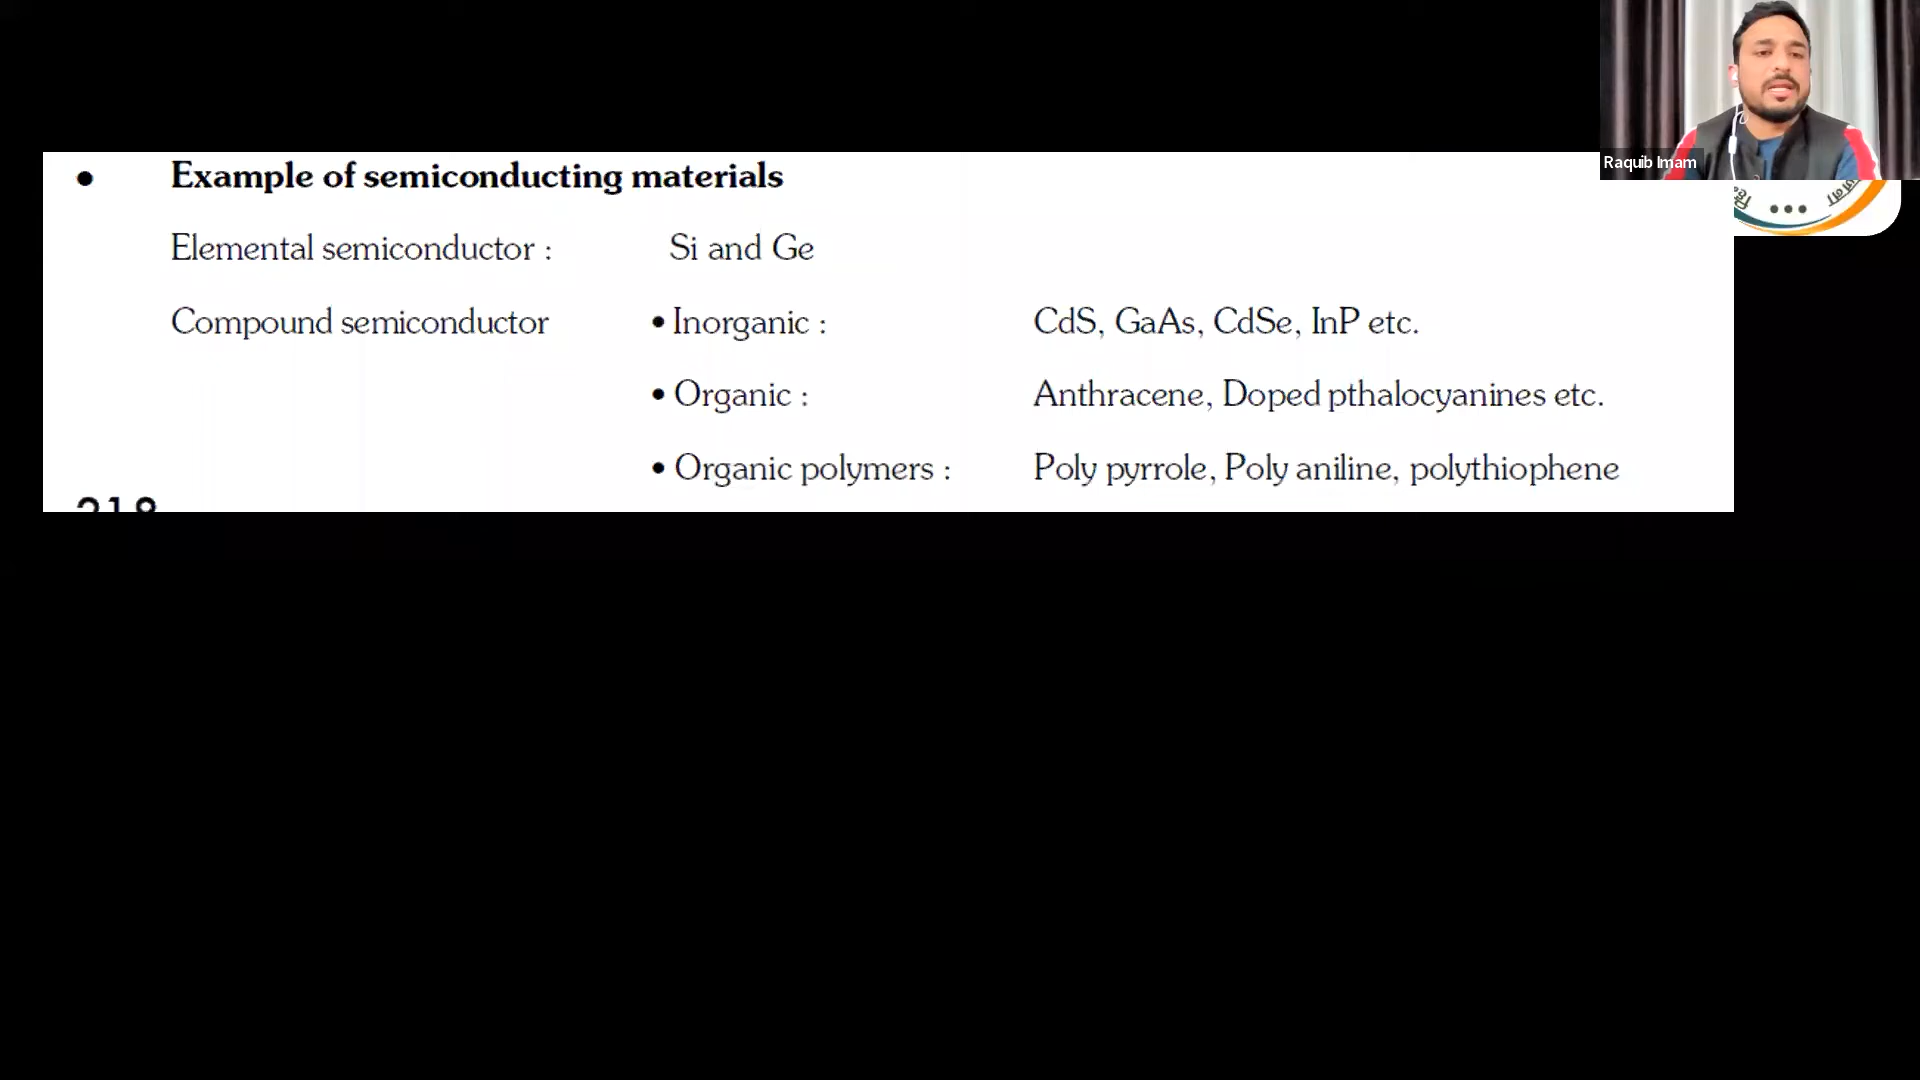 Raquib Imam
• Example of semiconducting materials
Elemental semiconductor : Si and Ge
Compound semiconductor • Inorganic : CdS, GaAs, CdSe, InP etc.
• Organic : Anthracene, Doped pthalocyanines etc.
• Organic polymers : Poly pyrrole, Poly aniline, polythiophene